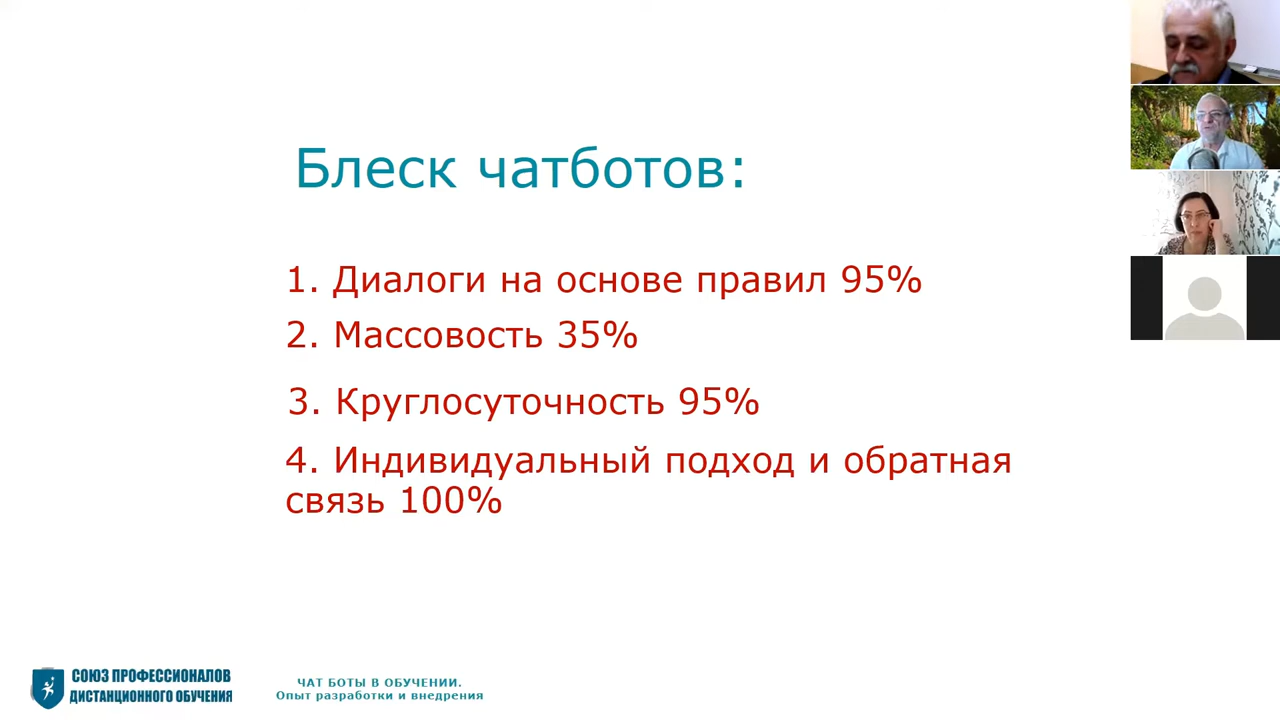 Блеск чатботов:
1. Диалоги на основе правил 95%
2. Массовость 35%
3. Круглосуточность 95%
4. Индивидуальный подход и обратная
связь 100%
СОЮЗ ПРОФЕССИОНАЛОВ
ДИСТАНЦИОННОГО ОБУЧЕНИЯ
ЧАТ БОТЫ В ОБУЧЕНИИ.
Опыт разработки и внедрения